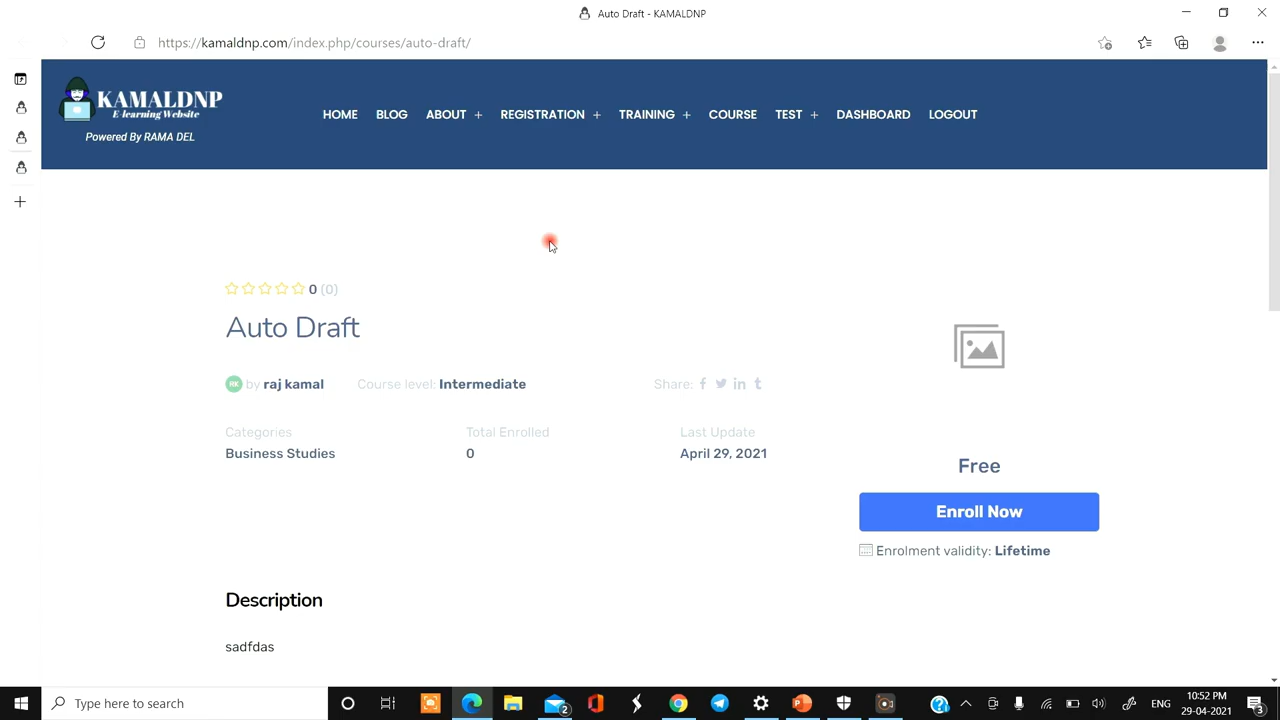 Auto Draft - KAMALDNP
https://kamaldnp.com/index.php/courses/auto-draft/
KAMALDNP
E-learning Website
Powered By RAMA DEL
HOME BLOG ABOUT + REGISTRATION + TRAINING + COURSE TEST + DASHBOARD LOGOUT
0 (0)
Auto Draft
RK by raj kamal Course level: Intermediate Share:
Categories Total Enrolled Last Update
Business Studies 0 April 29, 2021
Free
Enroll Now
Enrolment validity: Lifetime
Description
sadfdas
Type here to search
2
ENG
10:52 PM
29-04-2021
3